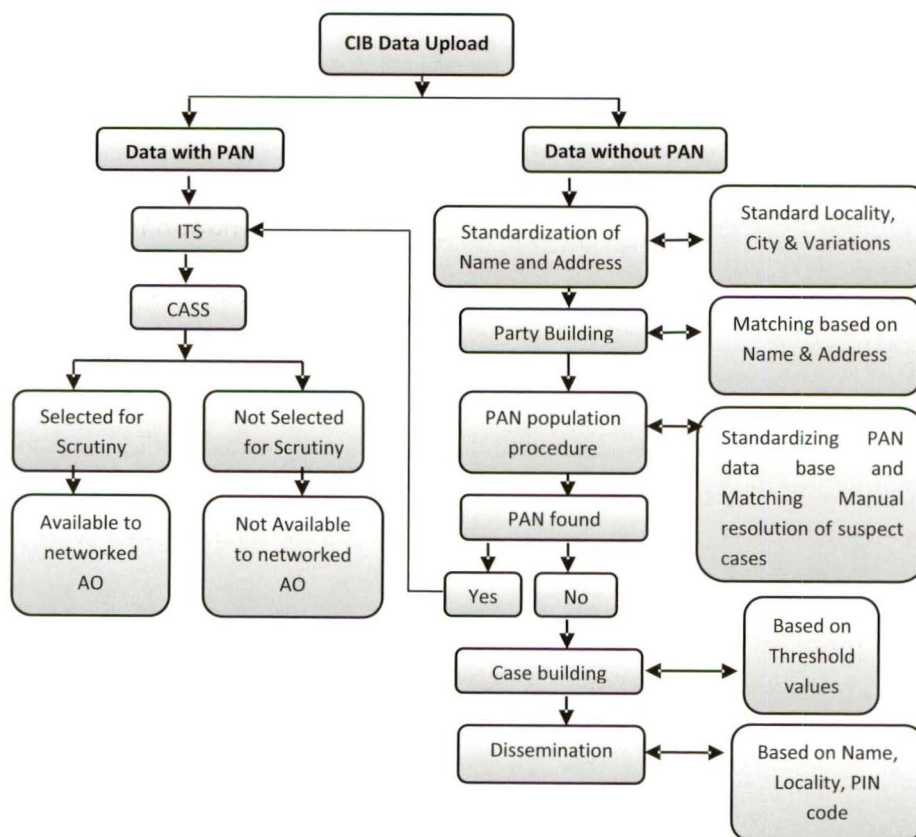 CIB Data Upload
Data with PAN
Data without PAN
ITS
CASS
Selected for
Scrutiny
Not Selected
for Scrutiny
Available to
networked
AO
Not Available
to networked
AO
Standardization of
Name and Address
Standard Locality,
City & Variations
Party Building
Matching based on
Name & Address
PAN population
procedure
Standardizing PAN
data base and
Matching Manual
resolution of suspect
cases
PAN found
Yes
No
Case building
Based on
Threshold
values
Dissemination
Based on Name,
Locality, PIN
code